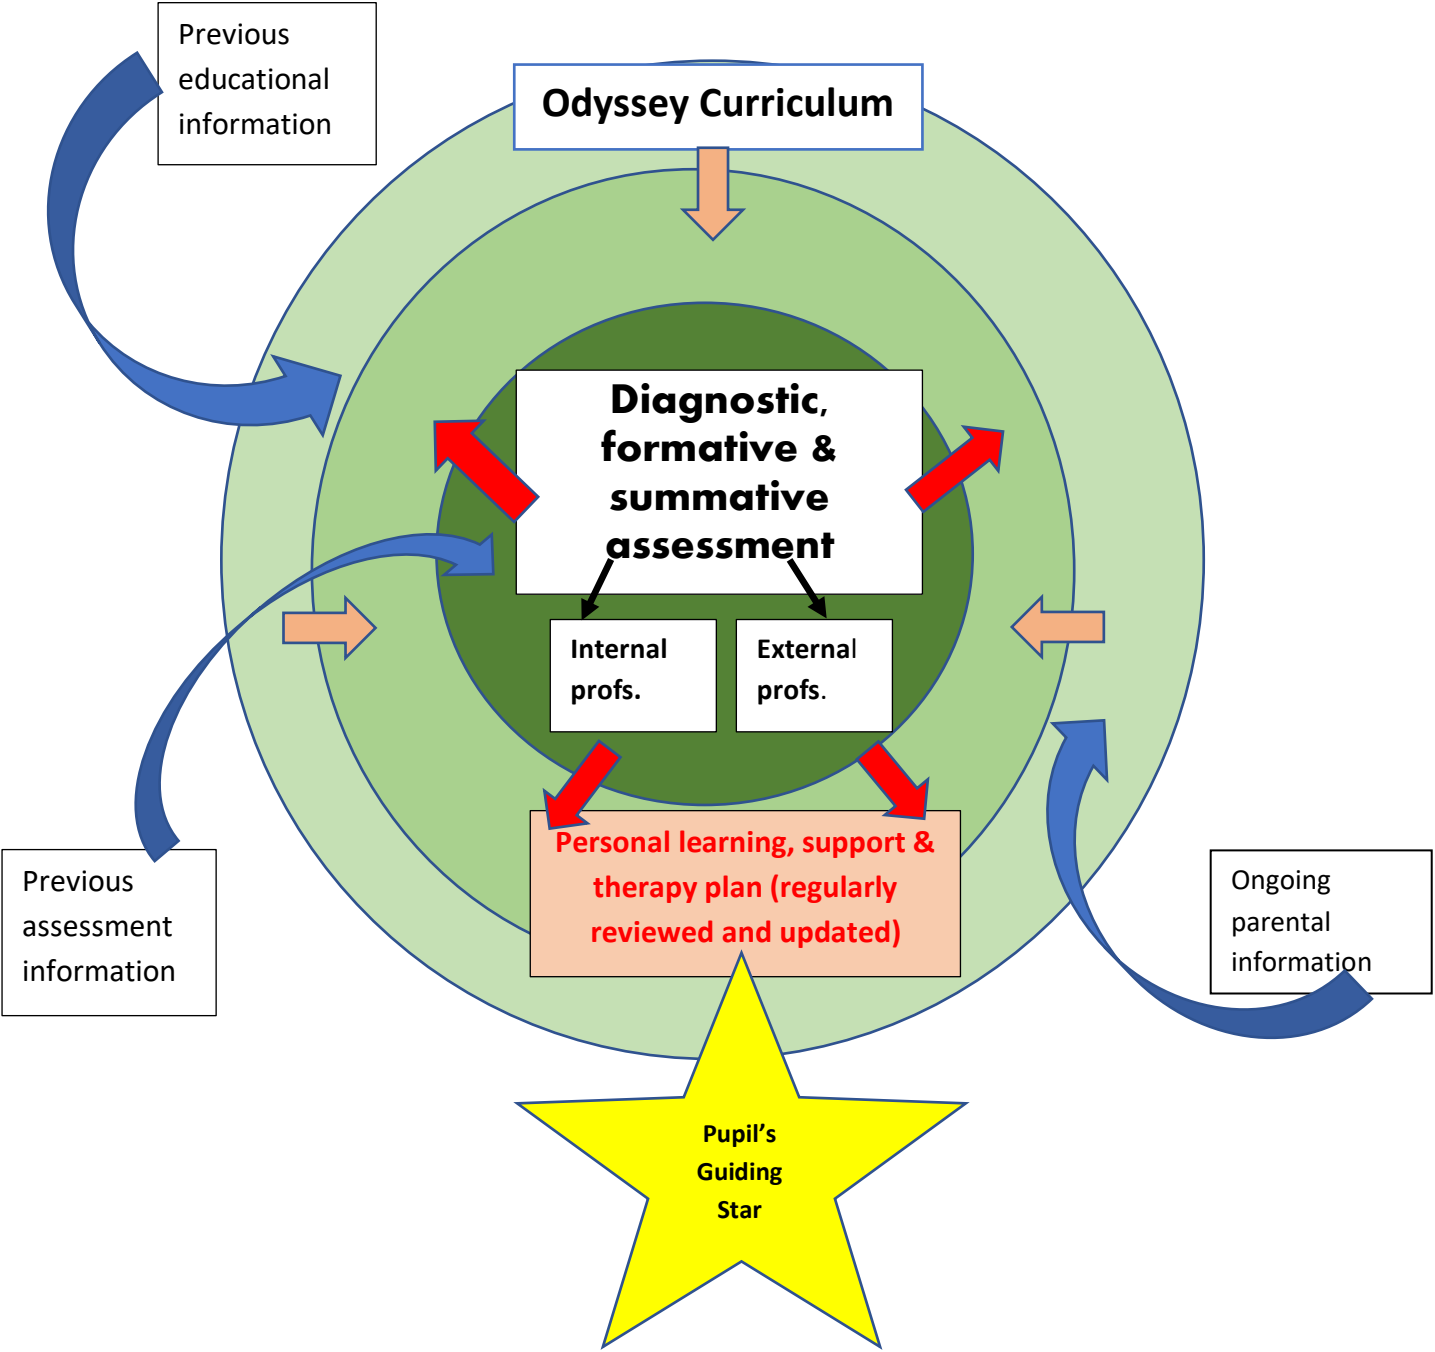 Previous
educational
information
Odyssey Curriculum
Diagnostic,
formative &
summative
assessment
Internal
profs.
External
profs.
Personal learning, support &
therapy plan (regularly
reviewed and updated)
Previous
assessment
information
Ongoing
parental
information
Pupil’s
Guiding
Star